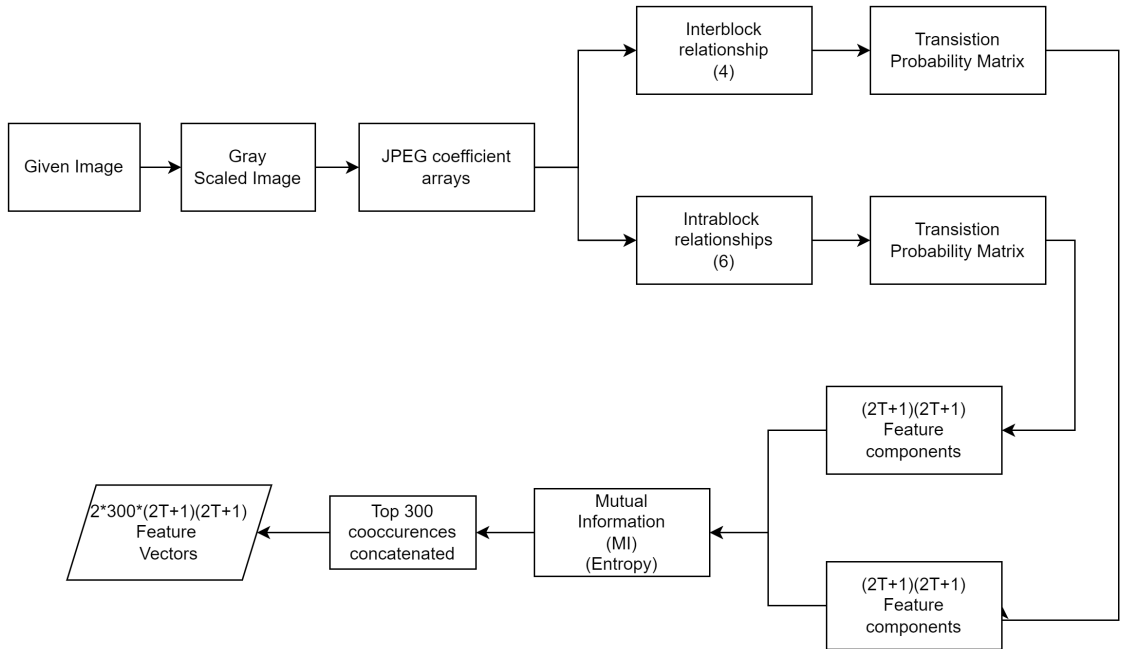 Interblock
relationship
(4)
Transistion
Probability Matrix
Given Image
Gray
Scaled Image
JPEG coefficient
arrays
Intrablock
relationships
(6)
Transistion
Probability Matrix
(2T+1)(2T+1)
Feature
components
2*300*(2T+1)(2T+1)
Feature
Vectors
Top 300
cooccurences
concatenated
Mutual
Information
(MI)
(Entropy)
(2T+1)(2T+1)
Feature
components